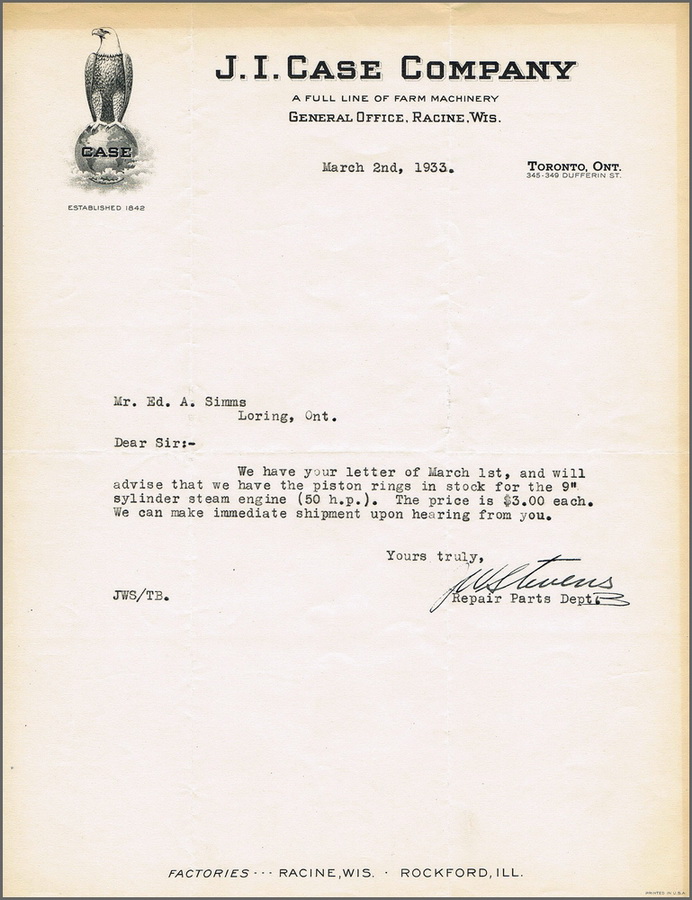 J.I. CASE COMPANY
A FULL LINE OF FARM MACHINERY
GENERAL OFFICE, RACINE, WIS.
CASE
ESTABLISHED 1842
March 2nd, 1933.
TORONTO, ONT.
345-349 DUFFERIN ST.
Mr. Ed. A. Simms
Loring, Ont.
Dear Sir:-
We have your letter of March 1st, and will
advise that we have the piston rings in stock for the 9"
sylinder steam engine (50 h.p.). The price is $3.00 each.
We can make immediate shipment upon hearing from you.
Yours truly,
JWStevens
JWS/TB.
Repair Parts Dept.
B
FACTORIES ··· RACINE, WIS. · ROCKFORD, ILL.
PRINTED IN U.S.A.